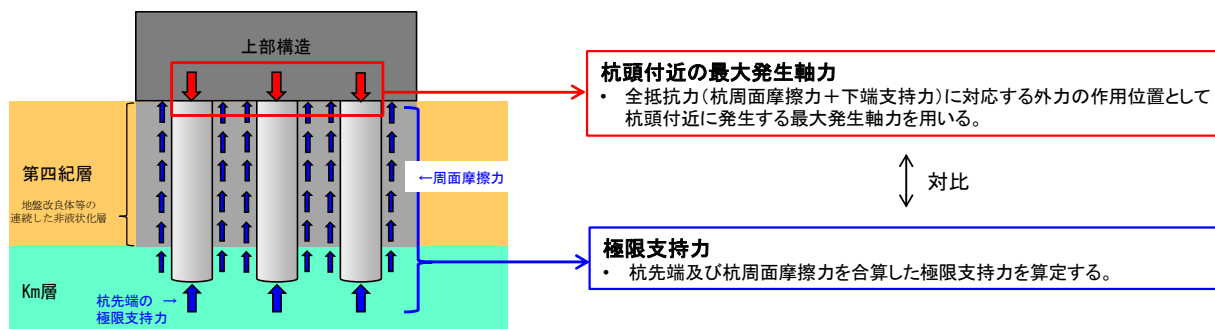 上部構造
第四紀層
地盤改良体等の
連続した非液状化層
←周面摩擦力
Km層
杭先端の →
極限支持力
杭頭付近の最大発生軸力
• 全抵抗力(杭周面摩擦力+下端支持力)に対応する外力の作用位置として
杭頭付近に発生する最大発生軸力を用いる。
対比
極限支持力
• 杭先端及び杭周面摩擦力を合算した極限支持力を算定する。